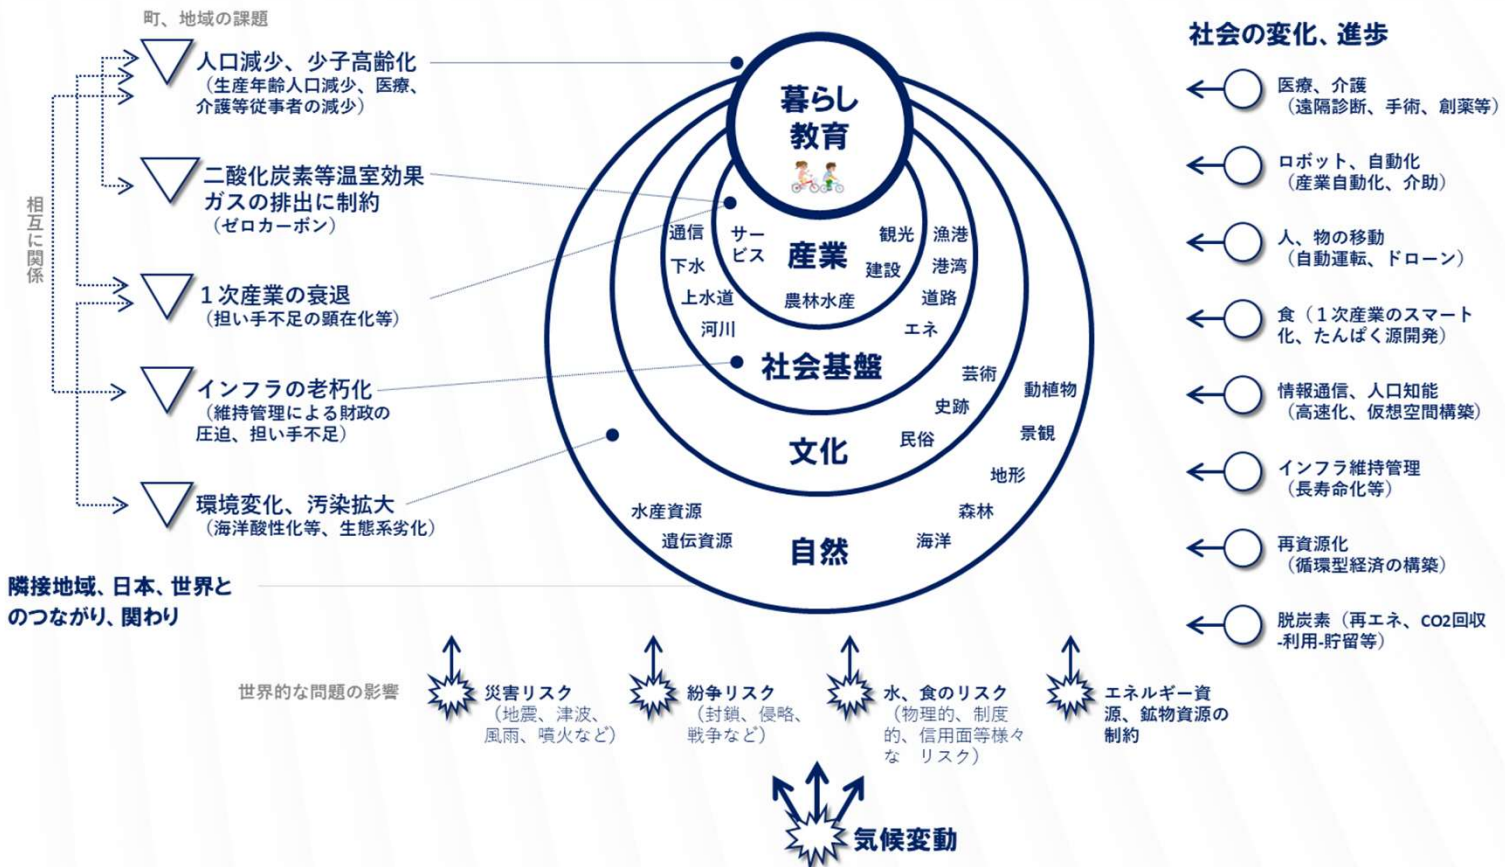 町、地域の課題
人口減少、少子高齢化
（生産年齢人口減少、医療、
介護等従事者の減少）
二酸化炭素等温室効果
ガスの排出に制約
（ゼロカーボン）
相互に関係
１次産業の衰退
（担い手不足の顕在化等）
インフラの老朽化
（維持管理による財政の
圧迫、担い手不足）
環境変化、汚染拡大
（海洋酸性化等、生態系劣化）
隣接地域、日本、世界と
のつながり、関わり
暮らし
教育
サー
ビス
観光
産業
建設
農林水産
通信
下水
上水道
河川
漁港
港湾
道路
エネ
社会基盤
芸術
史跡
民俗
文化
動植物
景観
地形
森林
海洋
水産資源
遺伝資源
自然
社会の変化、進歩
医療、介護
（遠隔診断、手術、創薬等）
ロボット、自動化
（産業自動化、介助）
人、物の移動
（自動運転、ドローン）
食（１次産業のスマート
化、たんぱく源開発）
情報通信、人口知能
（高速化、仮想空間構築）
インフラ維持管理
（長寿命化等）
再資源化
（循環型経済の構築）
脱炭素（再エネ、CO2回収
-利用-貯留等）
世界的な問題の影響
災害リスク
（地震、津波、
風雨、噴火など）
紛争リスク
（封鎖、侵略、
戦争など）
水、食のリスク
（物理的、制度
的、信用面等様々
な　リスク）
エネルギー資
源、鉱物資源の
制約
気候変動